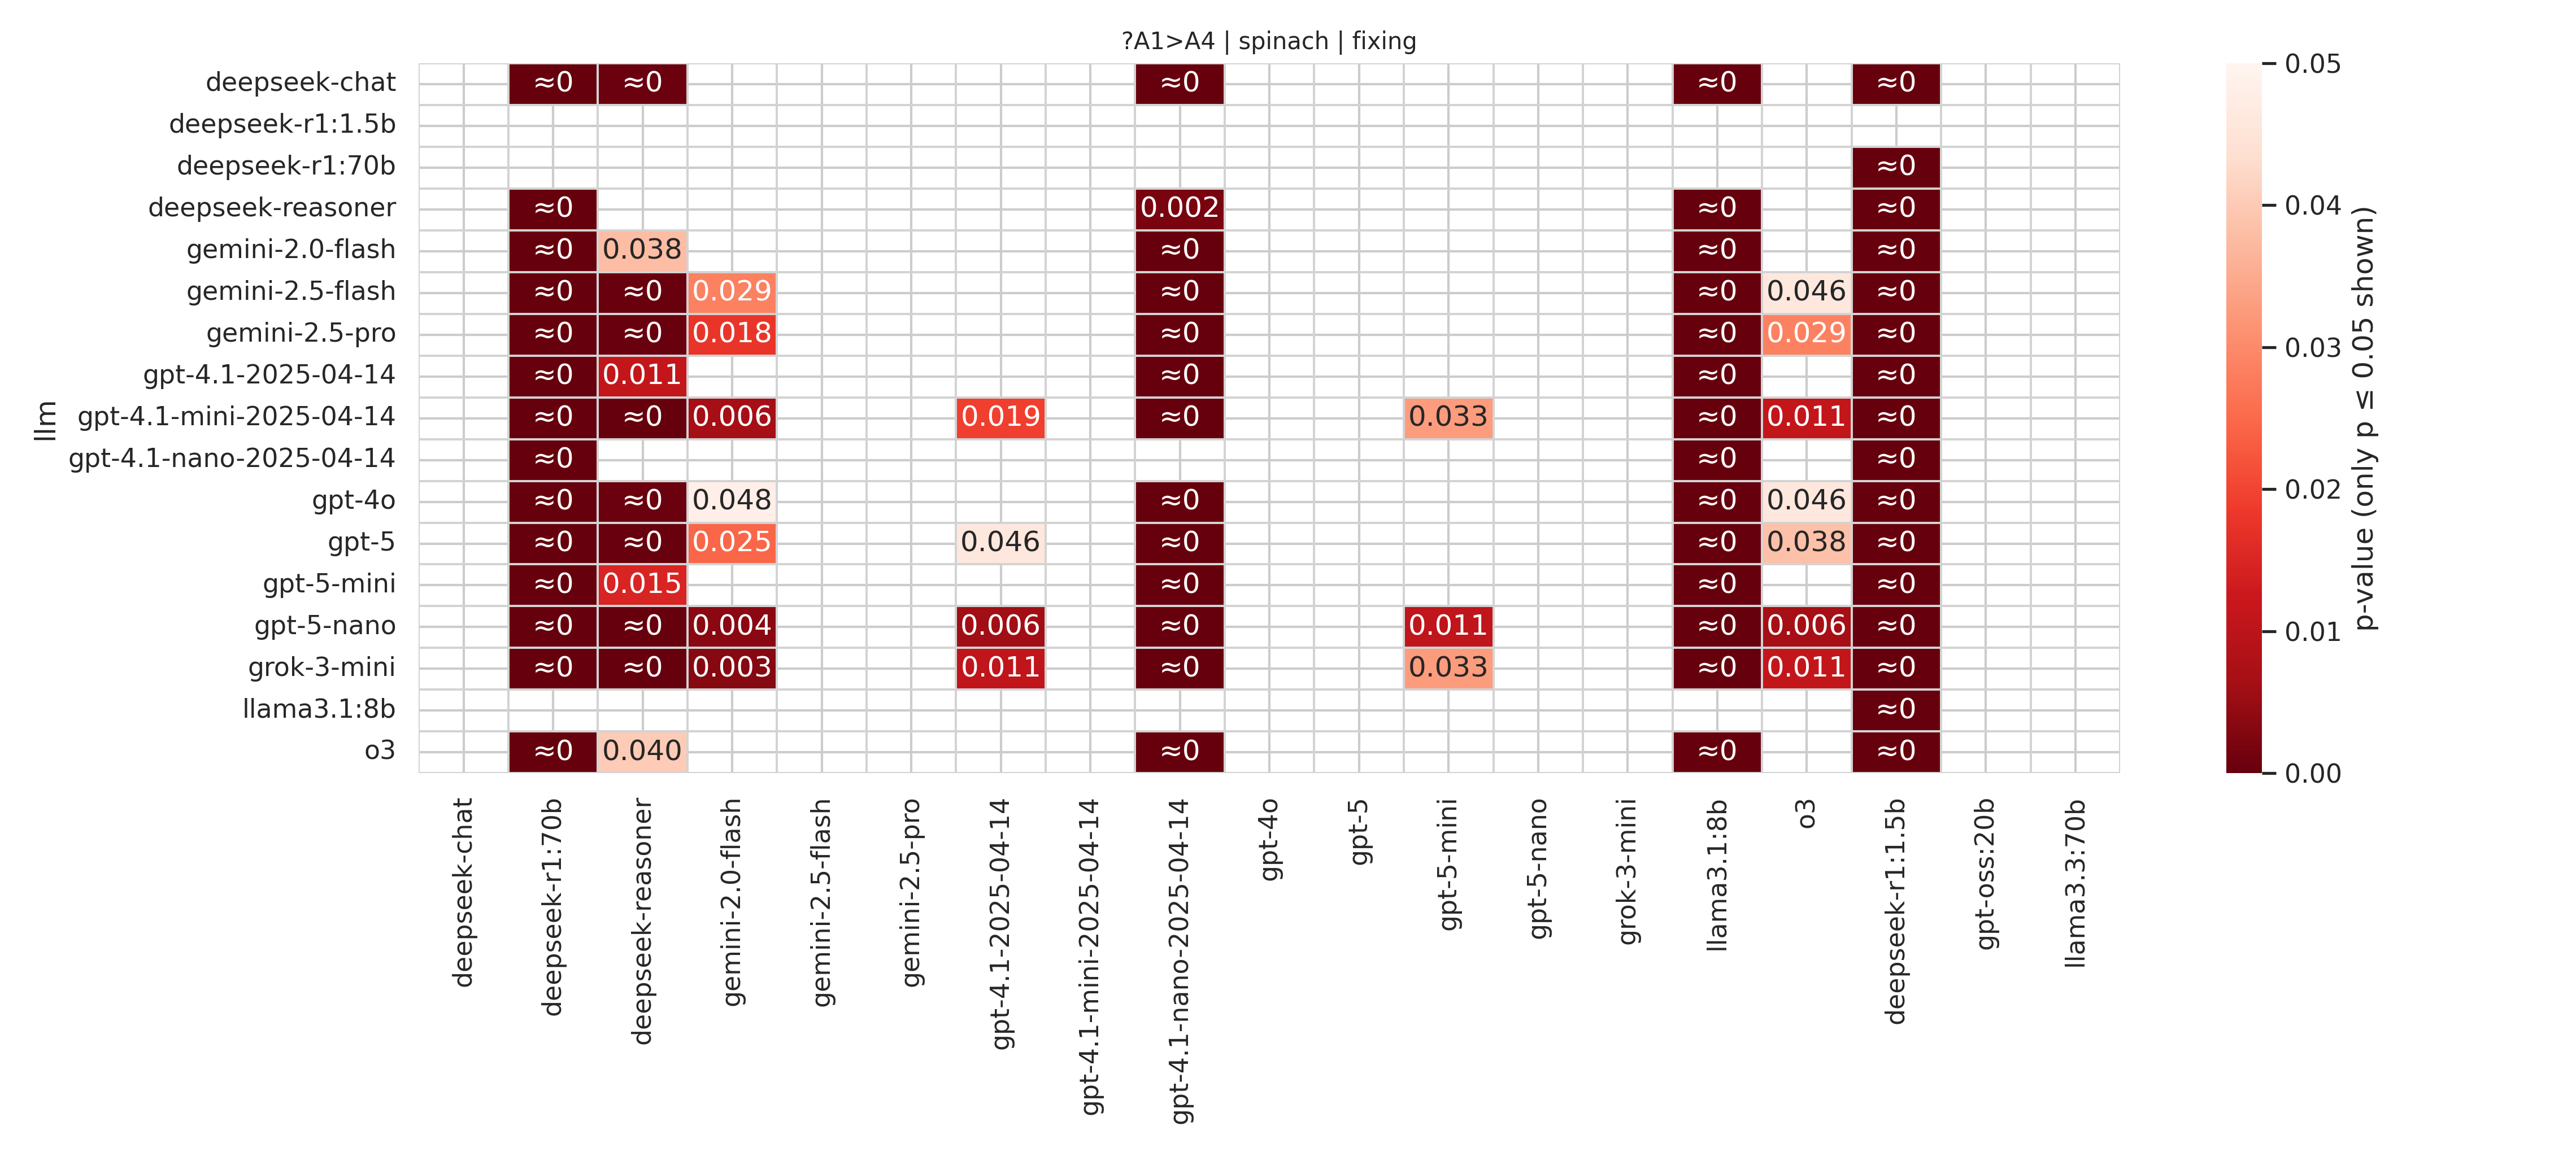 ?A1>A4 | spinach | fixing
deepseek-chat ≈0 ≈0 ≈0 ≈0 ≈0
deepseek-r1:1.5b
deepseek-r1:70b ≈0
deepseek-reasoner ≈0 0.002 ≈0 ≈0
gemini-2.0-flash ≈0 0.038 ≈0 ≈0 ≈0
gemini-2.5-flash ≈0 ≈0 0.029 ≈0 ≈0 0.046 ≈0
gemini-2.5-pro ≈0 ≈0 0.018 ≈0 ≈0 0.029 ≈0
gpt-4.1-2025-04-14 ≈0 0.011 ≈0 ≈0 ≈0
gpt-4.1-mini-2025-04-14 ≈0 ≈0 0.006 0.019 ≈0 0.033 ≈0 0.011 ≈0
gpt-4.1-nano-2025-04-14 ≈0 ≈0 ≈0
gpt-4o ≈0 ≈0 0.048 ≈0 ≈0 0.046 ≈0
gpt-5 ≈0 ≈0 0.025 0.046 ≈0 ≈0 0.038 ≈0
gpt-5-mini ≈0 0.015 ≈0 ≈0 ≈0
gpt-5-nano ≈0 ≈0 0.004 0.006 ≈0 0.011 ≈0 0.006 ≈0
grok-3-mini ≈0 ≈0 0.003 0.011 ≈0 0.033 ≈0 0.011 ≈0
llama3.1:8b ≈0
o3 ≈0 0.040 ≈0 ≈0 ≈0
llm
deepseek-chat
deepseek-r1:70b
deepseek-reasoner
gemini-2.0-flash
gemini-2.5-flash
gemini-2.5-pro
gpt-4.1-2025-04-14
gpt-4.1-mini-2025-04-14
gpt-4.1-nano-2025-04-14
gpt-4o
gpt-5
gpt-5-mini
gpt-5-nano
grok-3-mini
llama3.1:8b
o3
deepseek-r1:1.5b
gpt-oss:20b
llama3.3:70b
0.05
0.04
0.03
0.02
0.01
0.00
p-value (only p ≤ 0.05 shown)